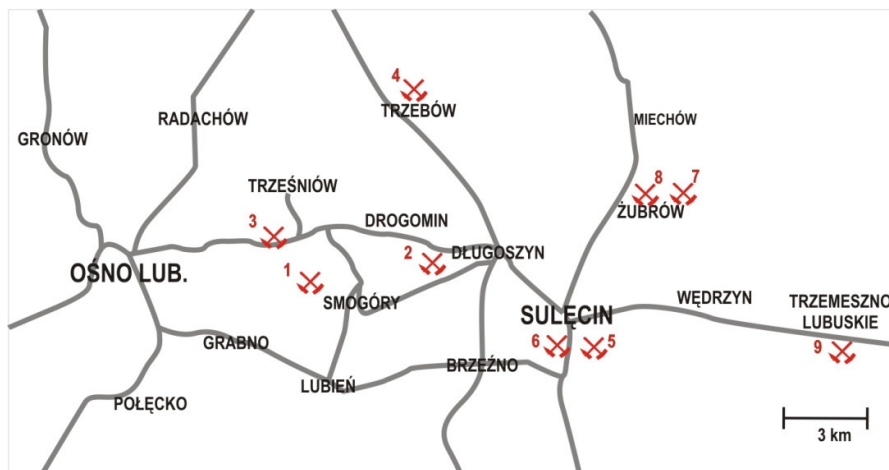 4
TRZEBÓW
RADACHÓW
MIECHÓW
GRONÓW
8
7
TRZEŚNIÓW
ŻUBRÓW
3
DROGOMIN
2
DŁUGOSZYN
OŚNO LUB.
1
SMOGÓRY
WĘDRZYN
TRZEMESZNO
LUBUSKIE
SULĘCIN
GRABNO
6
5
9
BRZEŹNO
LUBIEŃ
POŁĘCKO
3 km